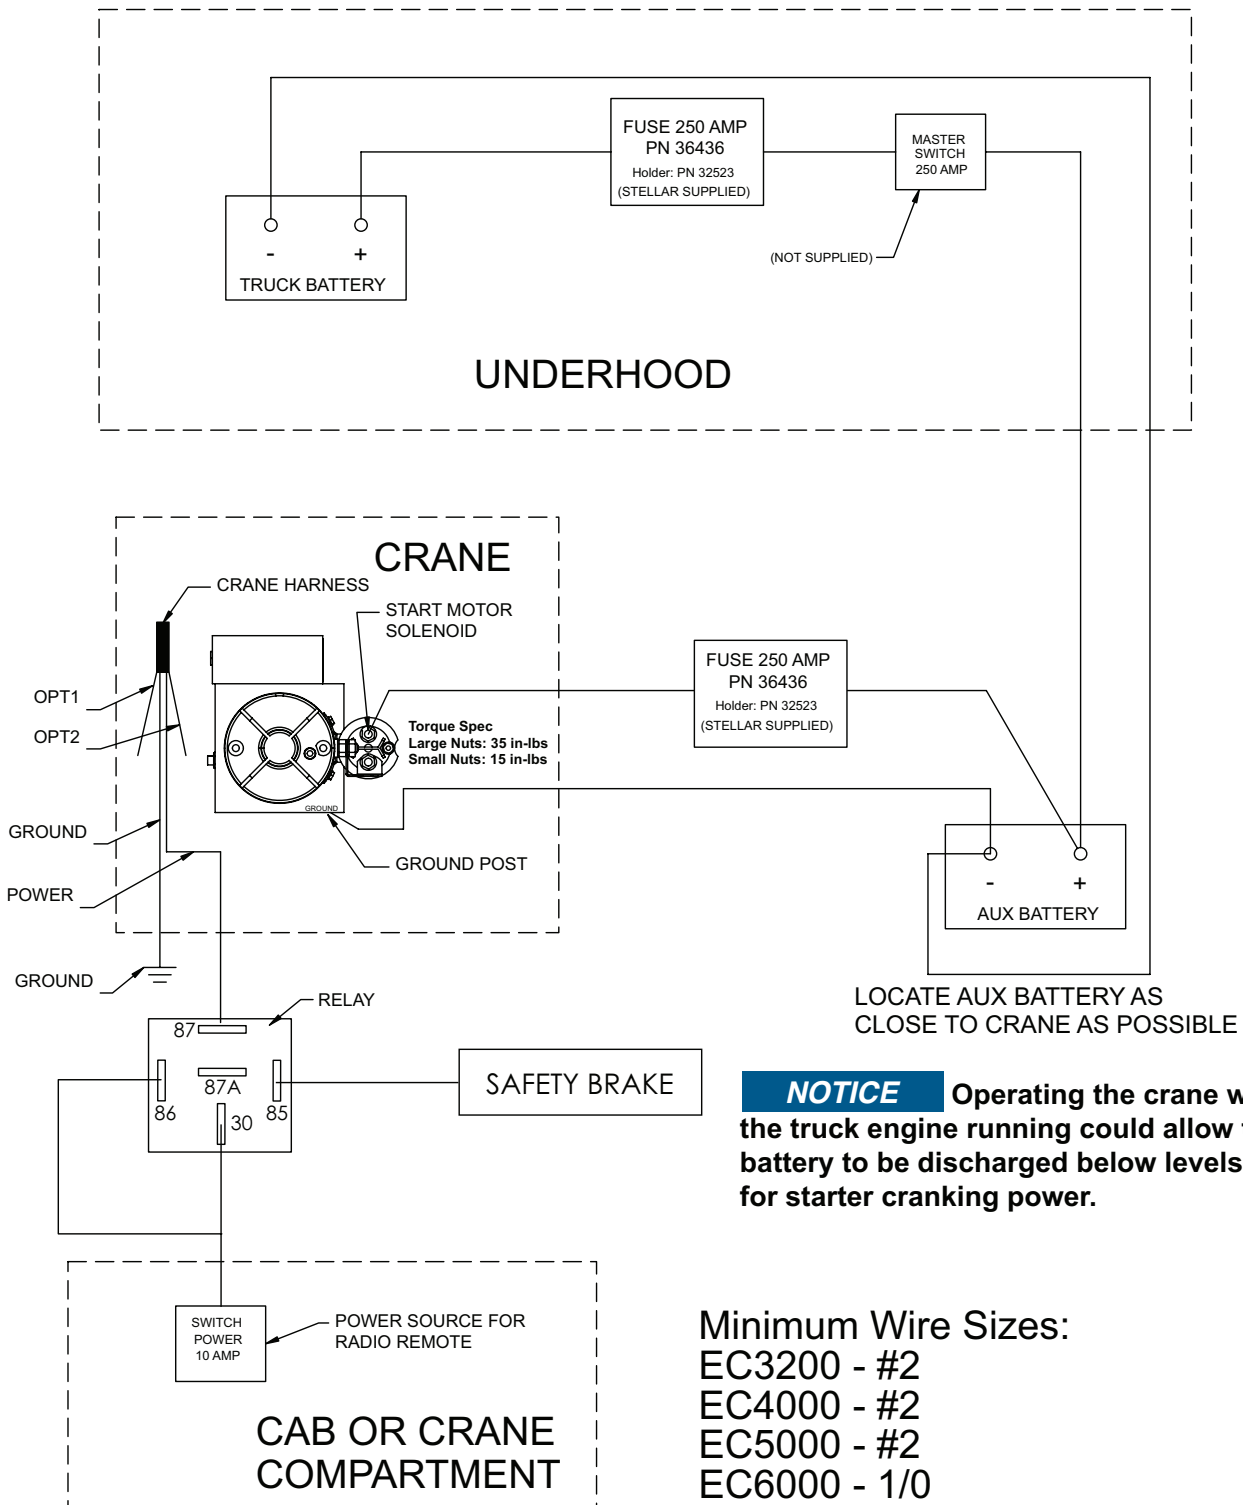 FUSE 250 AMP
PN 36436
Holder: PN 32523
(STELLAR SUPPLIED)
MASTER
SWITCH
250 AMP
(NOT SUPPLIED)
- +
TRUCK BATTERY
UNDERHOOD
CRANE
CRANE HARNESS
START MOTOR
SOLENOID
OPT1
OPT2
Torque Spec
Large Nuts: 35 in-lbs
Small Nuts: 15 in-lbs
FUSE 250 AMP
PN 36436
Holder: PN 32523
(STELLAR SUPPLIED)
GROUND
GROUND
GROUND POST
POWER
- +
AUX BATTERY
GROUND
RELAY
LOCATE AUX BATTERY AS
CLOSE TO CRANE AS POSSIBLE
87
87A
86
85
30
SAFETY BRAKE
NOTICE Operating the crane w
the truck engine running could allow
battery to be discharged below levels
for starter cranking power.
SWITCH
POWER
10 AMP
POWER SOURCE FOR
RADIO REMOTE
CAB OR CRANE
COMPARTMENT
Minimum Wire Sizes:
EC3200 - #2
EC4000 - #2
EC5000 - #2
EC6000 - 1/0